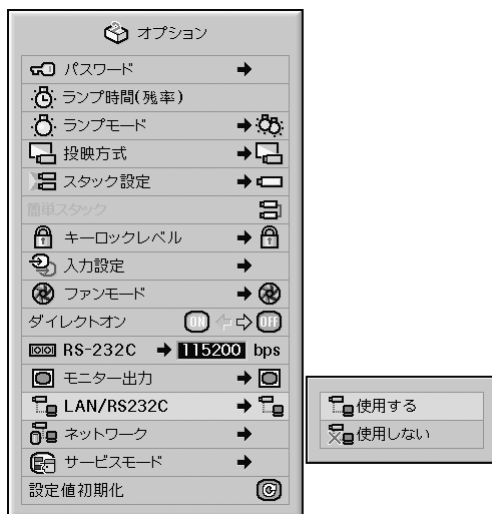 オプション
パスワード
ランプ時間(残率)
ランプモード
投映方式
スタック設定
簡単スタック
キーロックレベル
入力設定
ファンモード
ダイレクトオン ON OFF
RS-232C 115200 bps
モニター出力
LAN/RS232C
使用する
ネットワーク
使用しない
サービスモード
設定値初期化